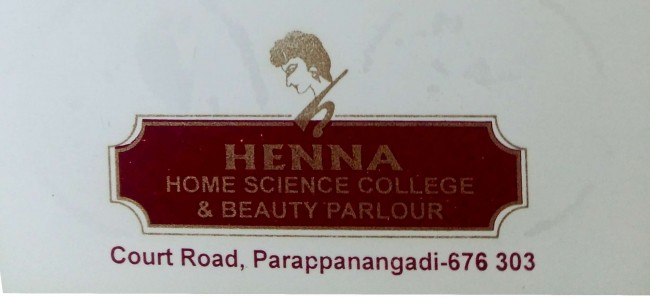 HENNA
HOME SCIENCE COLLEGE
& BEAUTY PARLOUR
Court Road, Parappanangadi-676 303